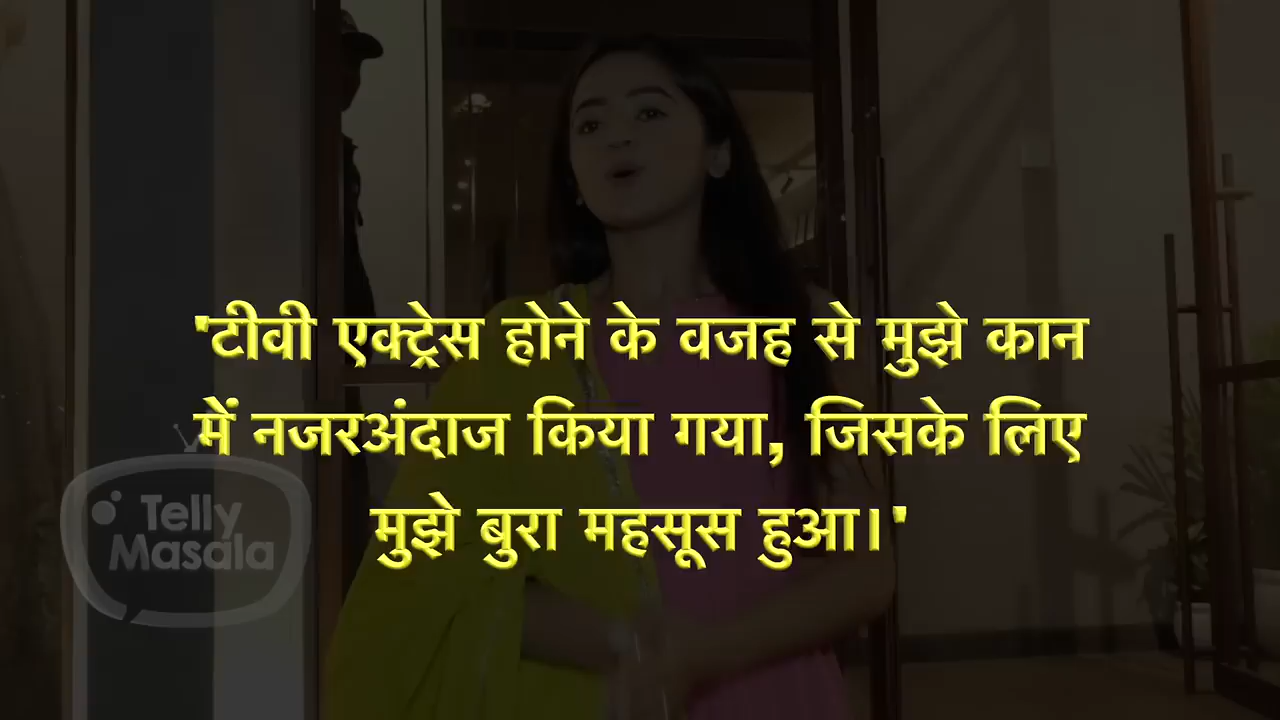 'टीवी एक्ट्रेस होने के वजह से मुझे कान
में नजरअंदाज किया गया, जिसके लिए
मुझे बुरा महसूस हुआ।'
Telly
Masala